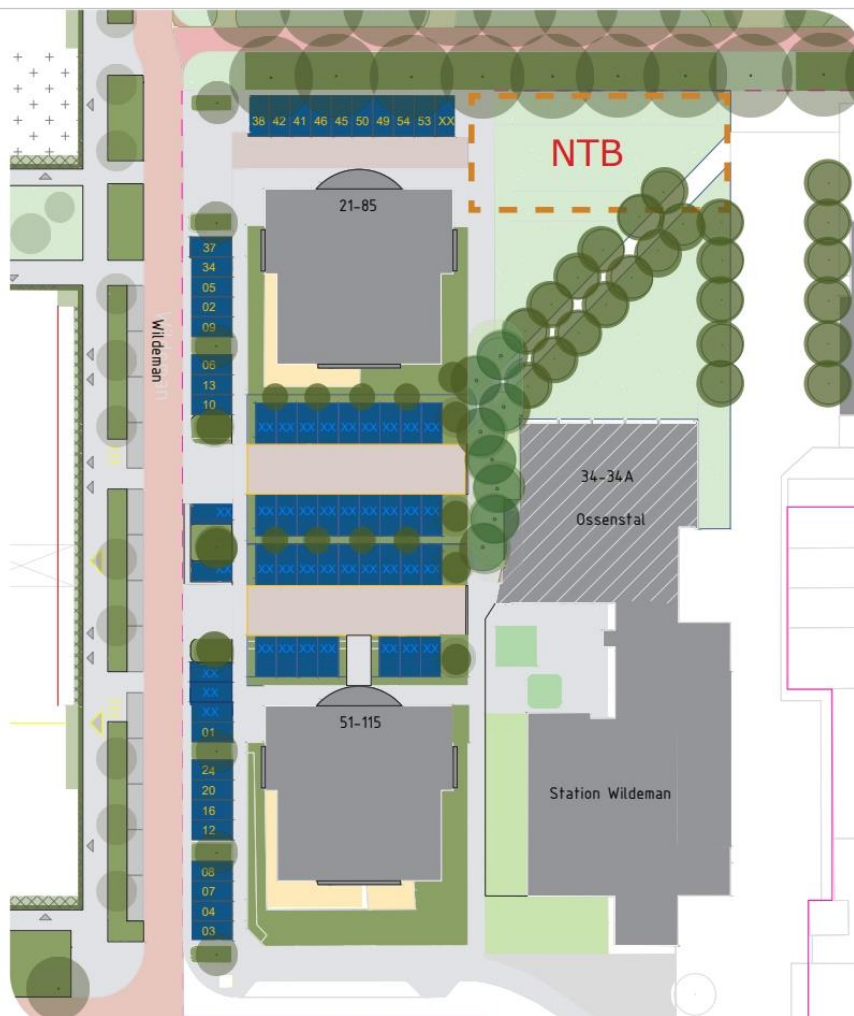 38 42 41 46 45 50 49 54 53 XX
NTB
21-85
37
34
05
02
09
Wildeman
06
13
10
XX XX XX XX XX XX XX XX XX
34-34A
Ossenstal
XX
XX XX XX XX XX XX XX XX XX
XX
XX XX XX XX XX XX XX XX XX
XX XX XX XX XX XX XX
XX
XX
XX
01
51-115
24
20
16
12
Station Wildeman
08
07
04
03